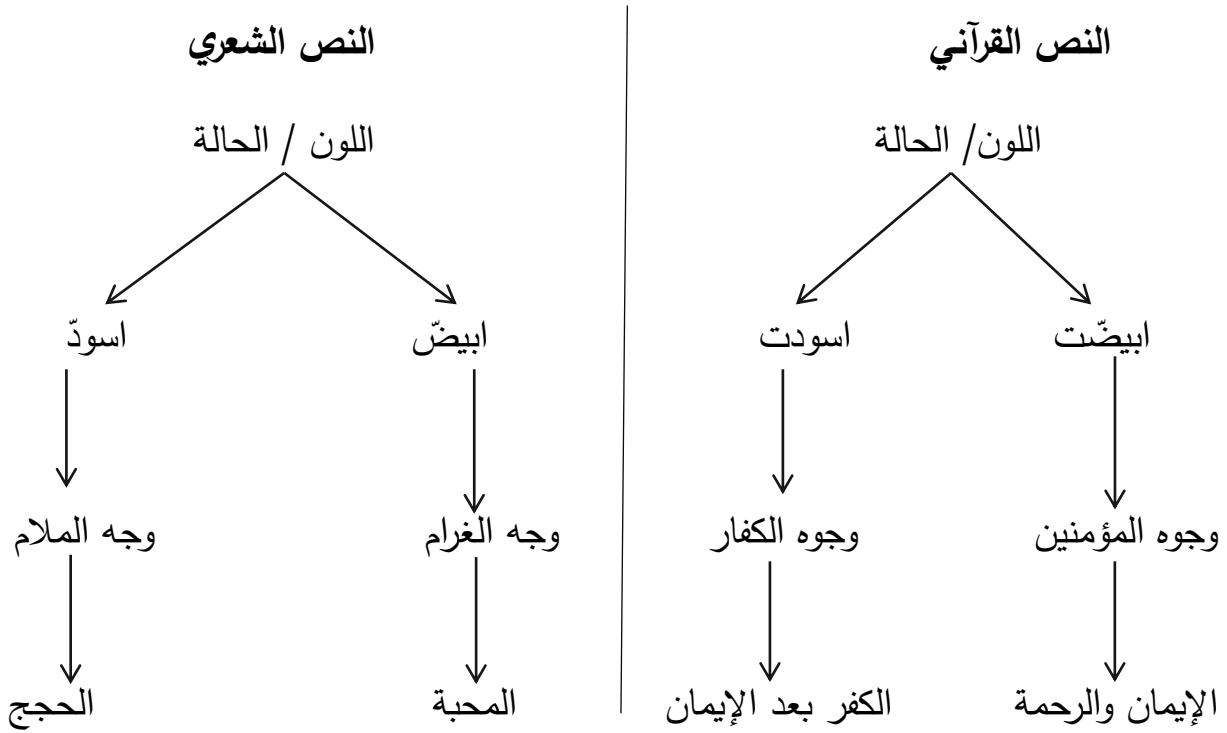 النص القرآني
اللون/ الحالة
ابيضّت
اسودت
وجوه المؤمنين
وجوه الكفار
الإيمان والرحمة
الكفر بعد الإيمان
النص الشعري
اللون / الحالة
ابيضّ
اسودّ
وجه الغرام
وجه الملام
المحبة
الحجج